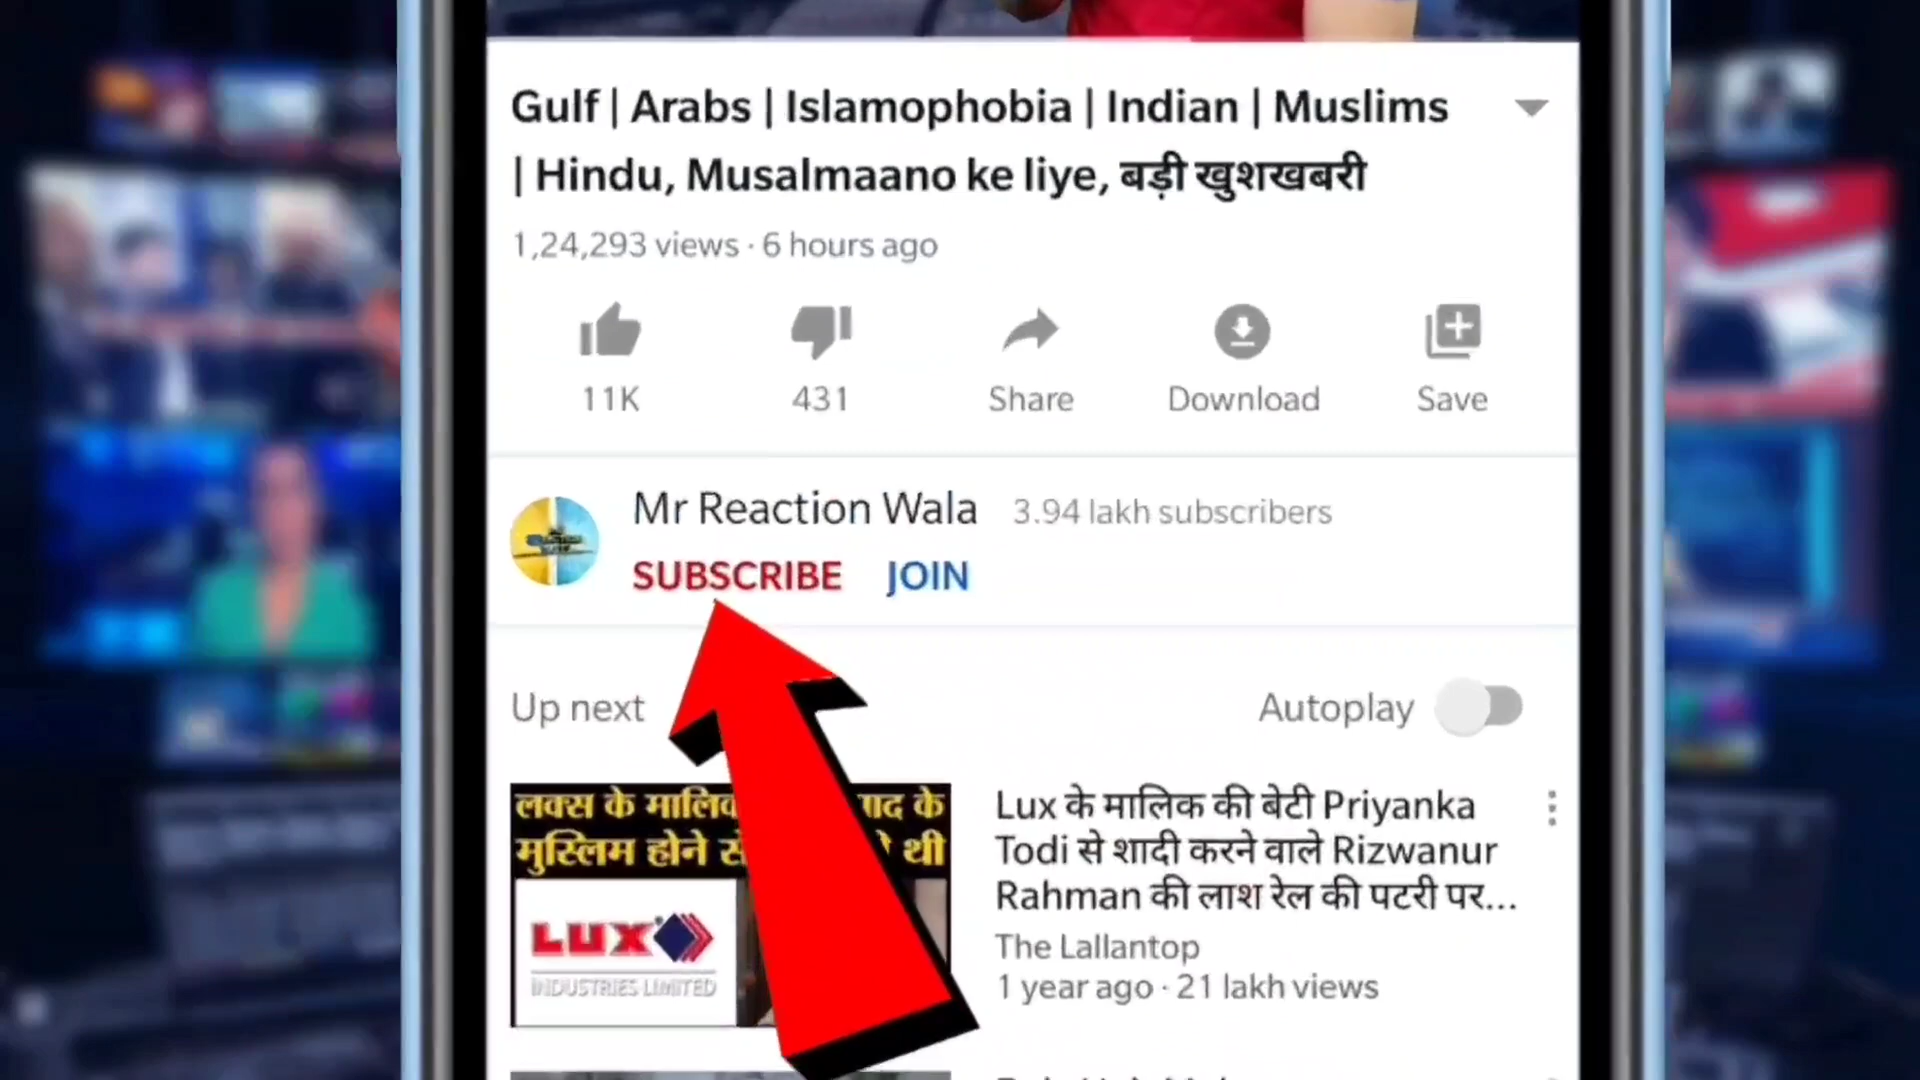 Gulf | Arabs | Islamophobia | Indian | Muslims
| Hindu, Musalmaano ke liye, बड़ी खुशखबरी
1,24,293 views · 6 hours ago
11K
431
Share
Download
Save
Mr Reaction Wala 3.94 lakh subscribers
SUBSCRIBE JOIN
Up next
Autoplay
लक्स के मालिक
के
मुस्लिम होने
थी
LUX
INDUSTRIES LIMITED
Lux के मालिक की बेटी Priyanka
Todi से शादी करने वाले Rizwanur
Rahman की लाश रेल की पटरी पर...
The Lallantop
1 year ago · 21 lakh views